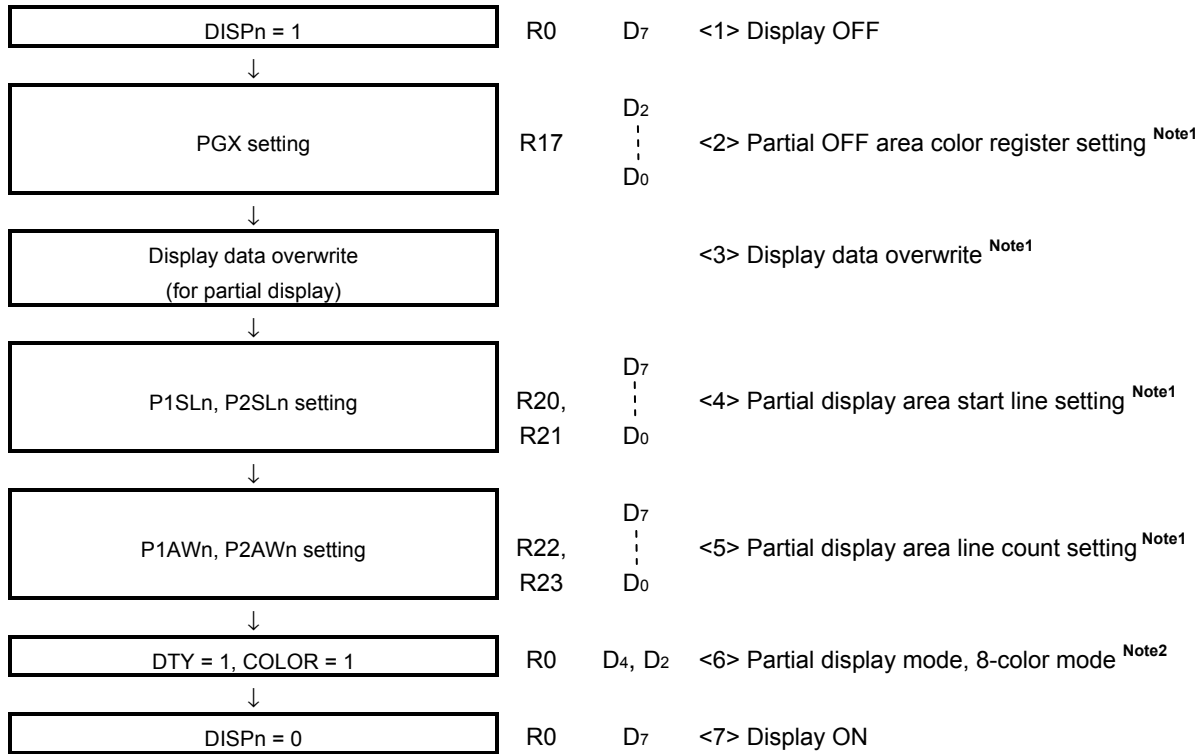 DISPn = 1 R0 D7 <1> Display OFF
↓
D2
PGX setting R17 <2> Partial OFF area color register setting Note1
D0
↓
Display data overwrite <3> Display data overwrite Note1
(for partial display)
↓
D7
P1SLn, P2SLn setting R20, <4> Partial display area start line setting Note1
R21 D0
↓
D7
P1AWn, P2AWn setting R22, <5> Partial display area line count setting Note1
R23 D0
↓
DTY = 1, COLOR = 1 R0 D4, D2 <6> Partial display mode, 8-color mode Note2
↓
DISPn = 0 R0 D7 <7> Display ON